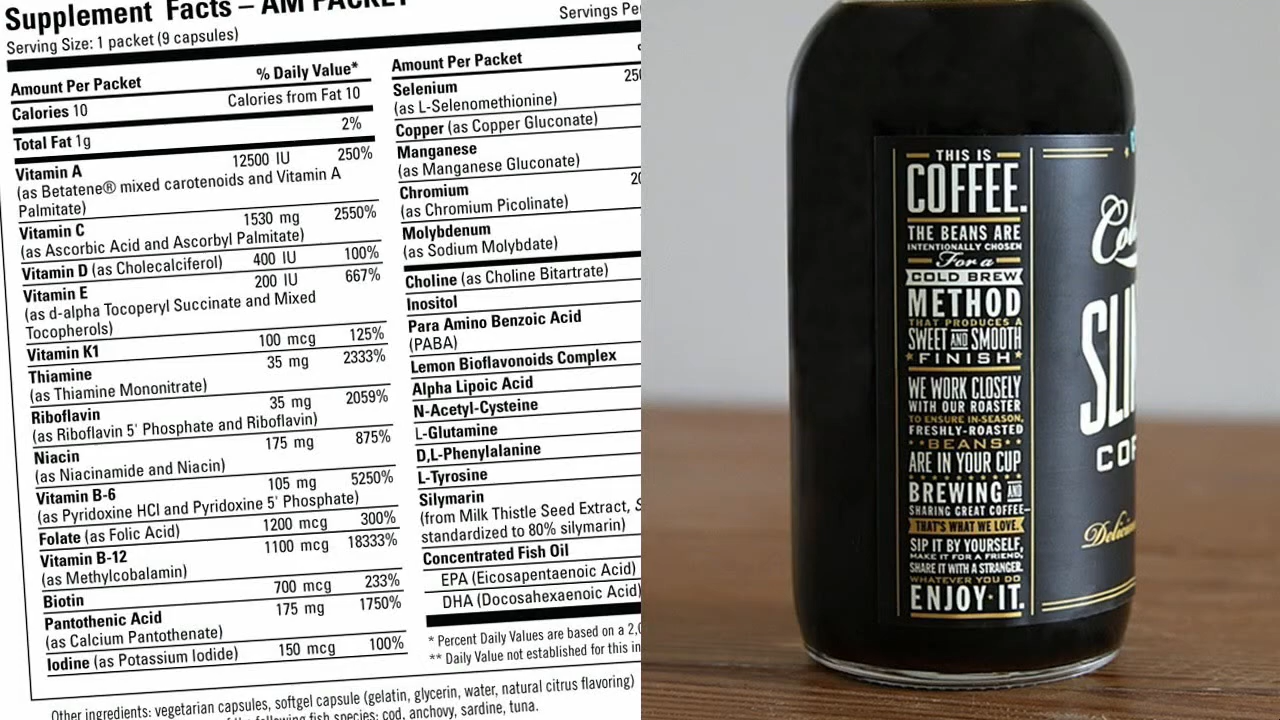 Supplement Facts – AM PACKET
Serving Size: 1 packet (9 capsules)
Servings
Amount Per Packet % Daily Value*
Calories 10 Calories from Fat 10
Total Fat 1g 2%
Vitamin A 12500 IU 250%
(as Betatene® mixed carotenoids and Vitamin A
Palmitate)
Vitamin C 1530 mg 2550%
(as Ascorbic Acid and Ascorbyl Palmitate)
Vitamin D (as Cholecalciferol) 400 IU 100%
Vitamin E 200 IU 667%
(as d-alpha Tocoperyl Succinate and Mixed
Tocopherols)
Vitamin K1 100 mcg 125%
Thiamine 35 mg 2333%
(as Thiamine Mononitrate)
Riboflavin 35 mg 2059%
(as Riboflavin 5' Phosphate and Riboflavin)
Niacin 175 mg 875%
(as Niacinamide and Niacin)
Vitamin B-6 105 mg 5250%
(as Pyridoxine HCl and Pyridoxine 5' Phosphate)
Folate (as Folic Acid) 1200 mcg 300%
Vitamin B-12 1100 mcg 18333%
(as Methylcobalamin)
Biotin 700 mcg 233%
Pantothenic Acid 175 mg 1750%
(as Calcium Pantothenate)
Iodine (as Potassium Iodide) 150 mcg 100%
Amount Per Packet
Selenium
(as L-Selenomethionine)
Copper (as Copper Gluconate)
Manganese
(as Manganese Gluconate)
Chromium
(as Chromium Picolinate)
Molybdenum
(as Sodium Molybdate)
Choline (as Choline Bitartrate)
Inositol
Para Amino Benzoic Acid
(PABA)
Lemon Bioflavonoids Complex
Alpha Lipoic Acid
N-Acetyl-Cysteine
L-Glutamine
D,L-Phenylalanine
L-Tyrosine
Silymarin
(from Milk Thistle Seed Extract,
standardized to 80% silymarin)
Concentrated Fish Oil
EPA (Eicosapentaenoic Acid)
DHA (Docosahexaenoic Acid)
* Percent Daily Values are based on a
** Daily Value not established for this
Other ingredients: vegetarian capsules, softgel capsule (gelatin, glycerin, water, natural citrus flavoring)
of the following fish species: cod, anchovy, sardine, tuna.
THIS IS
COFFEE.
THE BEANS ARE
INTENTIONALLY CHOSEN
For a
COLD BREW
METHOD
THAT PRODUCES A
SWEET AND SMOOTH
FINISH
WE WORK CLOSELY
WITH OUR ROASTER
TO ENSURE IN-SEASON,
FRESHLY-ROASTED
BEANS
ARE IN YOUR CUP
BREWING AND
SHARING GREAT COFFEE–
THAT'S WHAT WE LOVE.
SIP IT BY YOURSELF,
MAKE IT FOR A FRIEND,
SHARE IT WITH A STRANGER.
WHATEVER YOU DO
ENJOY·IT.